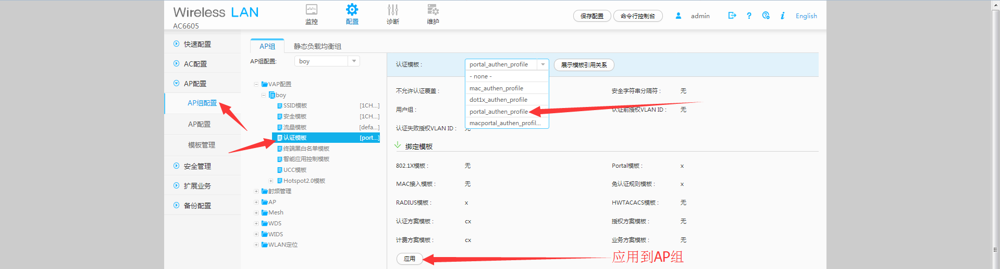 Wireless LAN
AC6605
监控
配置
诊断
维护
保存配置
命令行控制台
admin
?
i
English
快速配置
AC配置
AP配置
AP组配置
AP配置
模板管理
安全管理
扩展业务
备份配置
AP组
静态负载均衡组
AP组配置:
boy
VAP配置
boy
SSID模板 [1CH...]
安全模板 [1CH...]
流量模板 [defa...]
认证模板 [port...]
终端黑白名单模板
智能应用控制模板
UCC模板
Hotspot2.0模板
射频管理
AP
Mesh
WDS
WIDS
WLAN定位
认证模板 :
portal_authen_profile
展示模板引用关系
- none -
mac_authen_profile
dot1x_authen_profile
portal_authen_profile
macportal_authen_profil...
不允许认证覆盖 :
安全字符串分隔符 : 无
用户组 :
认证前授权VLAN ID : 无
认证失败授权VLAN ID : 无
绑定模板
802.1X模板 : 无
Portal模板 : x
MAC接入模板 : 无
免认证规则模板 : x
RADIUS模板 : x
HWTACACS模板 : 无
认证方案模板 : cx
授权方案模板 : 无
计费方案模板 : cx
业务方案模板 : 无
应用
应用到AP组